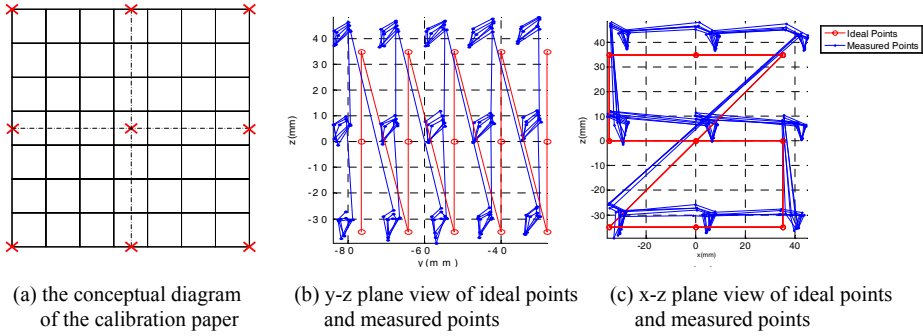 40
30
20
10
0
-10
-20
-30
z(mm)
-80
-60
-40
y(mm)
40
30
20
10
0
-10
-20
-30
z(mm)
-20
0
20
40
x(mm)
Ideal Points
Measured Points
(a) the conceptual diagram
of the calibration paper
(b) y-z plane view of ideal points
and measured points
(c) x-z plane view of ideal points
and measured points